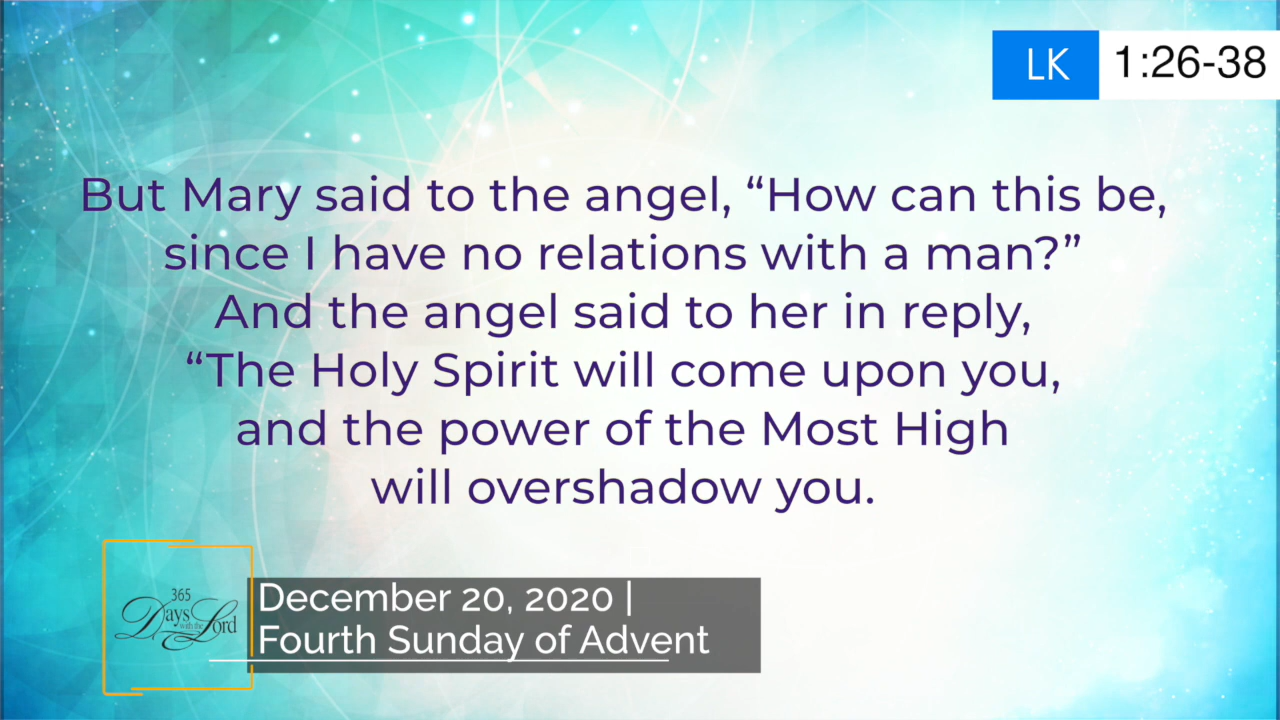 LK 1:26-38
But Mary said to the angel, “How can this be,
since I have no relations with a man?”
And the angel said to her in reply,
“The Holy Spirit will come upon you,
and the power of the Most High
will overshadow you.
365
Days with the Lord
December 20, 2020 |
Fourth Sunday of Advent